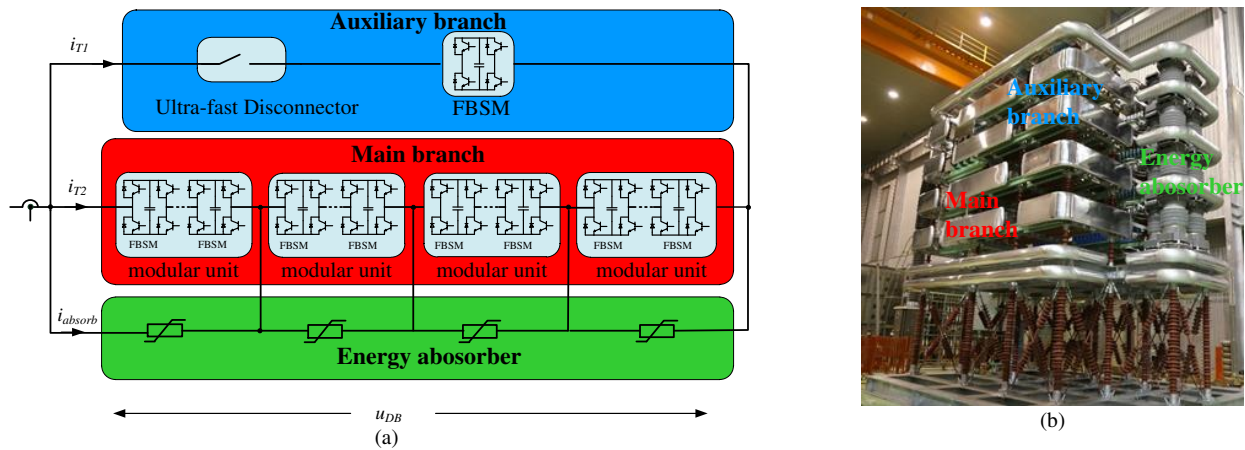 Auxiliary branch
iT1
Ultra-fast Disconnector
FBSM
Main branch
iT2
FBSM FBSM FBSM FBSM FBSM FBSM FBSM FBSM
modular unit modular unit modular unit modular unit
iabsorb
Energy abosorber
uDB
(a)
Auxiliary
branch
Energy
abosorber
Main
branch
(b)